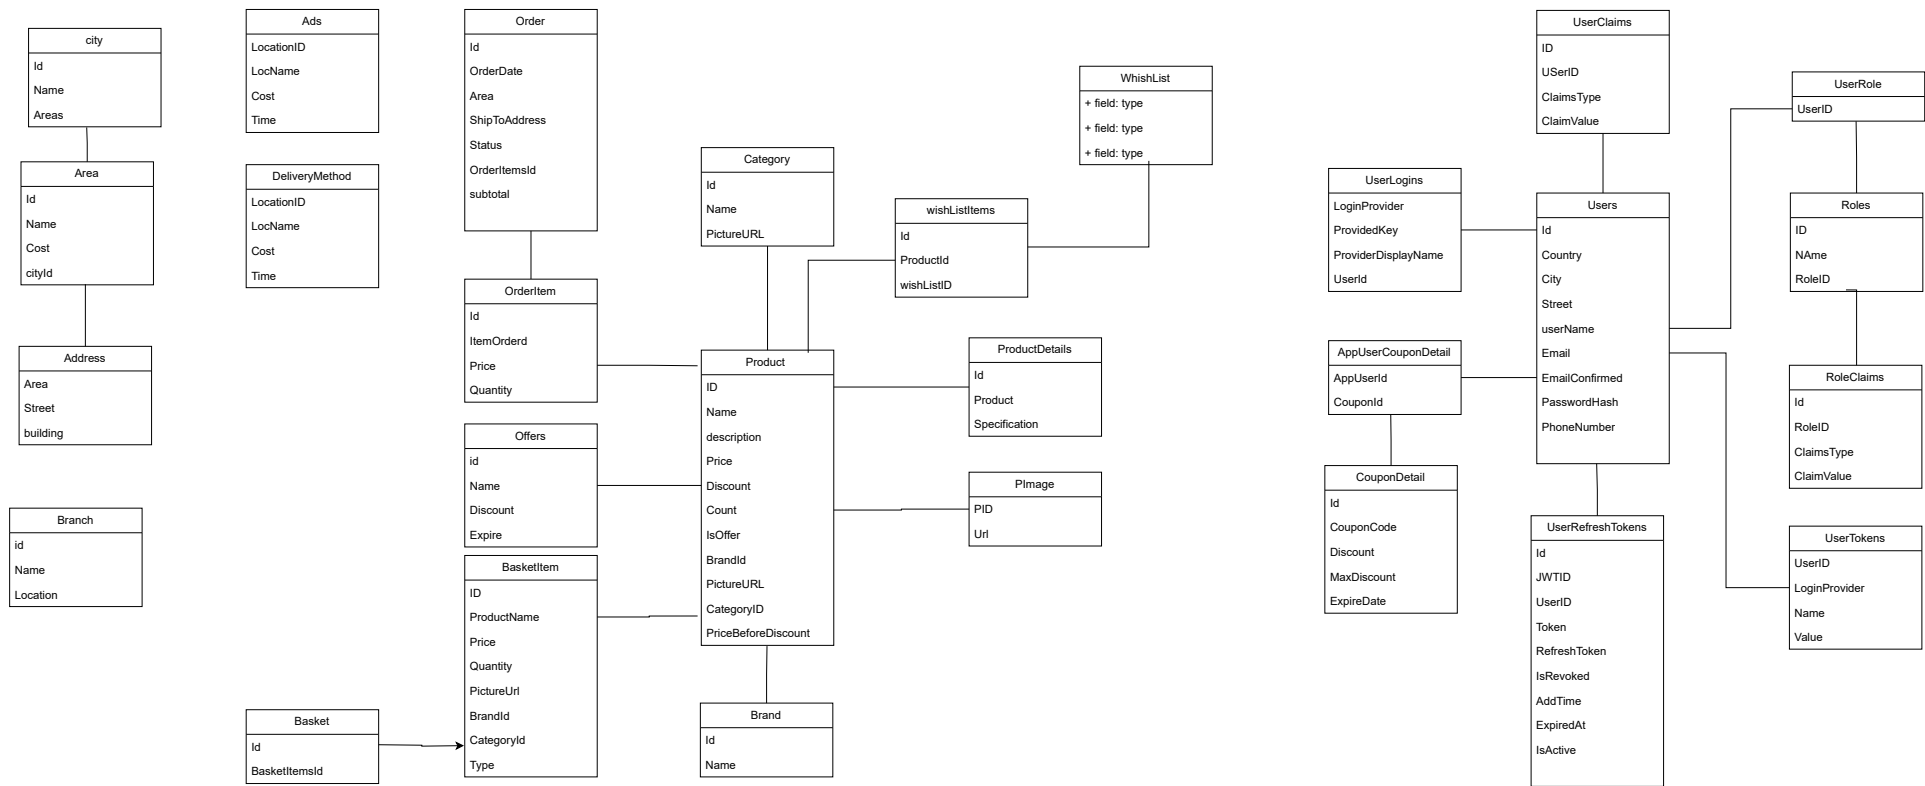 city
Id
Name
Areas
Area
Id
Name
Cost
cityId
Address
Area
Street
building
Branch
id
Name
Location
Ads
LocationID
LocName
Cost
Time
DeliveryMethod
LocationID
LocName
Cost
Time
Basket
Id
BasketItemsId
Order
Id
OrderDate
Area
ShipToAddress
Status
OrderItemsId
subtotal
OrderItem
Id
ItemOrderd
Price
Quantity
Offers
id
Name
Discount
Expire
BasketItem
ID
ProductName
Price
Quantity
PictureUrl
BrandId
CategoryId
Type
Category
Id
Name
PictureURL
Product
ID
Name
description
Price
Discount
Count
IsOffer
BrandId
PictureURL
CategoryID
PriceBeforeDiscount
Brand
Id
Name
WhishList
+ field: type
+ field: type
+ field: type
wishListItems
Id
ProductId
wishListID
ProductDetails
Id
Product
Specification
PImage
PID
Url
UserLogins
LoginProvider
ProvidedKey
ProviderDisplayName
UserId
AppUserCouponDetail
AppUserId
CouponId
CouponDetail
Id
CouponCode
Discount
MaxDiscount
ExpireDate
UserClaims
ID
USerID
ClaimsType
ClaimValue
Users
Id
Country
City
Street
userName
Email
EmailConfirmed
PasswordHash
PhoneNumber
UserRefreshTokens
Id
JWTID
UserID
Token
RefreshToken
IsRevoked
AddTime
ExpiredAt
IsActive
UserRole
UserID
Roles
ID
NAme
RoleID
RoleClaims
Id
RoleID
ClaimsType
ClaimValue
UserTokens
UserID
LoginProvider
Name
Value